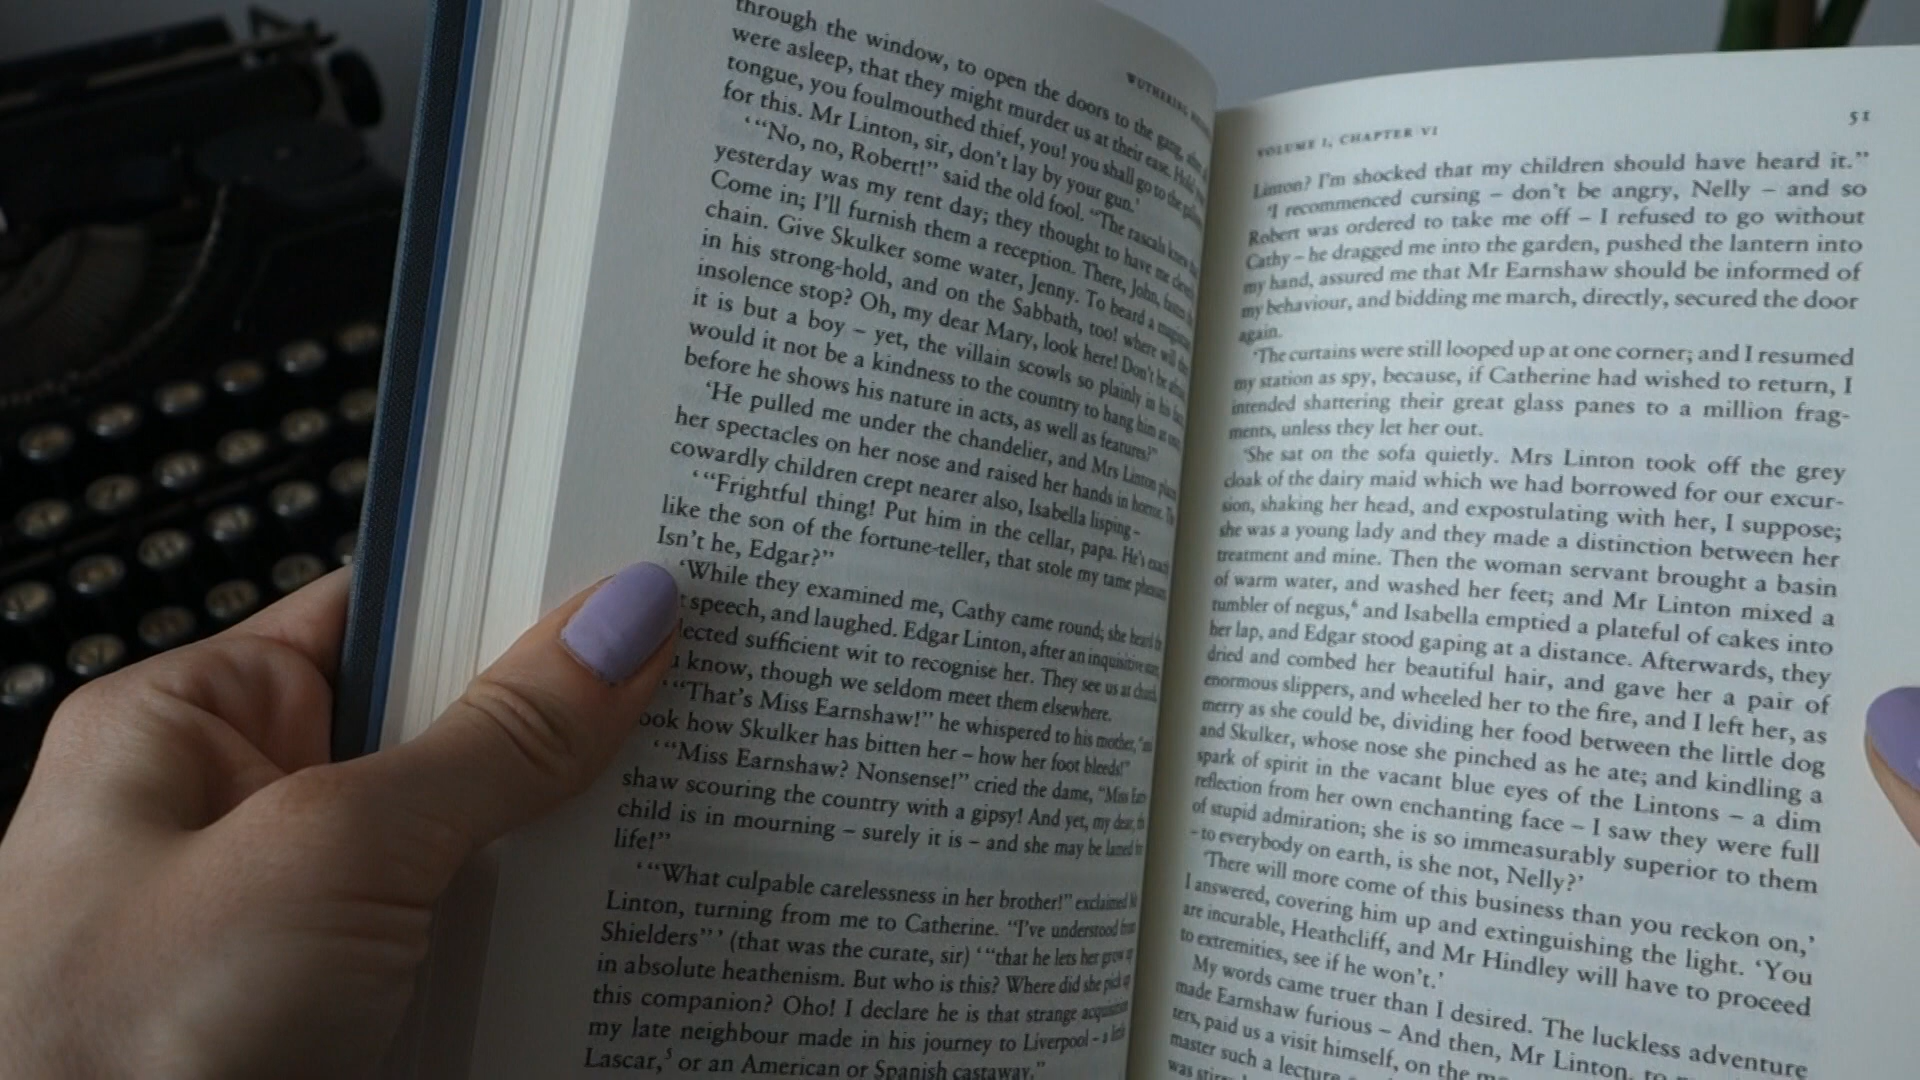 WUTHERING
through the window, to open the doors to the gang,
were asleep, that they might murder us at their ease. Hold
tongue, you foulmouthed thief, you! you shall go to the
for this. Mr Linton, sir, don't lay by your gun.'
'"No, no, Robert!" said the old fool. "The rascals knew
yesterday was my rent day; they thought to have me
Come in; I'll furnish them a reception. There, John,
chain. Give Skulker some water, Jenny. To beard a
in his strong-hold, and on the Sabbath, too! where will
insolence stop? Oh, my dear Mary, look here! Don't be
it is but a boy – yet, the villain scowls so plainly in his
would it not be a kindness to the country to hang him at
before he shows his nature in acts, as well as features?"
'He pulled me under the chandelier, and Mrs Linton
her spectacles on her nose and raised her hands in horror.
cowardly children crept nearer also, Isabella lisping –
'"Frightful thing! Put him in the cellar, papa. He's
like the son of the fortune-teller, that stole my tame
Isn't he, Edgar?"
'While they examined me, Cathy came round; she heard
speech, and laughed. Edgar Linton, after an inquisitive
lected sufficient wit to recognise her. They see us at church,
know, though we seldom meet them elsewhere.
'"That's Miss Earnshaw!" he whispered to his mother,
ook how Skulker has bitten her – how her foot bleeds!"
'"Miss Earnshaw? Nonsense!" cried the dame, "Miss
shaw scouring the country with a gipsy! And yet, my dear,
child is in mourning – surely it is – and she may be lamed
life!"
'"What culpable carelessness in her brother!" exclaimed
Linton, turning from me to Catherine. "I've understood
Shielders"' (that was the curate, sir) '"that he lets her grow
in absolute heathenism. But who is this? Where did she pick
this companion? Oho! I declare he is that strange acquisition
my late neighbour made in his journey to Liverpool – a
Lascar,⁵ or an American or Spanish castaway."
VOLUME I, CHAPTER VI 51
Linton? I'm shocked that my children should have heard it."
'I recommenced cursing – don't be angry, Nelly – and so
Robert was ordered to take me off – I refused to go without
Cathy – he dragged me into the garden, pushed the lantern into
my hand, assured me that Mr Earnshaw should be informed of
my behaviour, and bidding me march, directly, secured the door
again.
'The curtains were still looped up at one corner; and I resumed
my station as spy, because, if Catherine had wished to return, I
intended shattering their great glass panes to a million frag-
ments, unless they let her out.
'She sat on the sofa quietly. Mrs Linton took off the grey
cloak of the dairy maid which we had borrowed for our excur-
sion, shaking her head, and expostulating with her, I suppose;
she was a young lady and they made a distinction between her
treatment and mine. Then the woman servant brought a basin
of warm water, and washed her feet; and Mr Linton mixed a
tumbler of negus,⁶ and Isabella emptied a plateful of cakes into
her lap, and Edgar stood gaping at a distance. Afterwards, they
dried and combed her beautiful hair, and gave her a pair of
enormous slippers, and wheeled her to the fire, and I left her, as
merry as she could be, dividing her food between the little dog
and Skulker, whose nose she pinched as he ate; and kindling a
spark of spirit in the vacant blue eyes of the Lintons – a dim
reflection from her own enchanting face – I saw they were full
of stupid admiration; she is so immeasurably superior to them
– to everybody on earth, is she not, Nelly?'
'There will more come of this business than you reckon on,'
I answered, covering him up and extinguishing the light. 'You
are incurable, Heathcliff, and Mr Hindley will have to proceed
to extremities, see if he won't.'
My words came truer than I desired. The luckless adventure
made Earnshaw furious – And then, Mr Linton, to
ters, paid us a visit himself, on the
master such a lecture
was